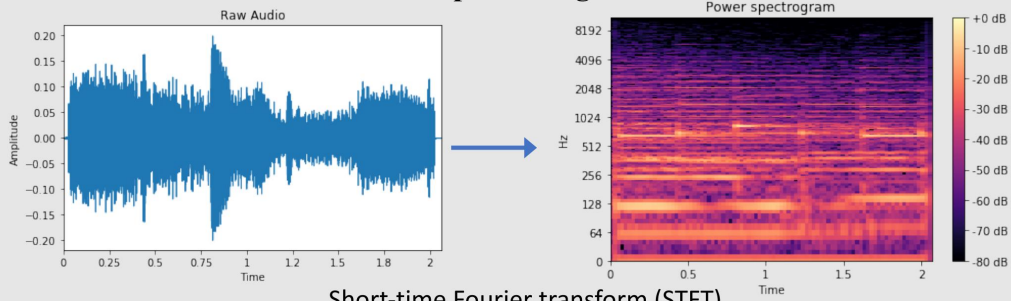 Raw Audio
0.20
0.15
0.10
0.05
0.00
−0.05
−0.10
−0.15
−0.20
Amplitude
0 0.25 0.5 0.75 1 1.2 1.5 1.8 2
Time
Power spectrogram
8192
4096
2048
1024
512
256
128
64
0
Hz
0 0.5 1 1.5 2
Time
+0 dB
-10 dB
-20 dB
-30 dB
-40 dB
-50 dB
-60 dB
-70 dB
-80 dB
Short-time Fourier transform (STFT)